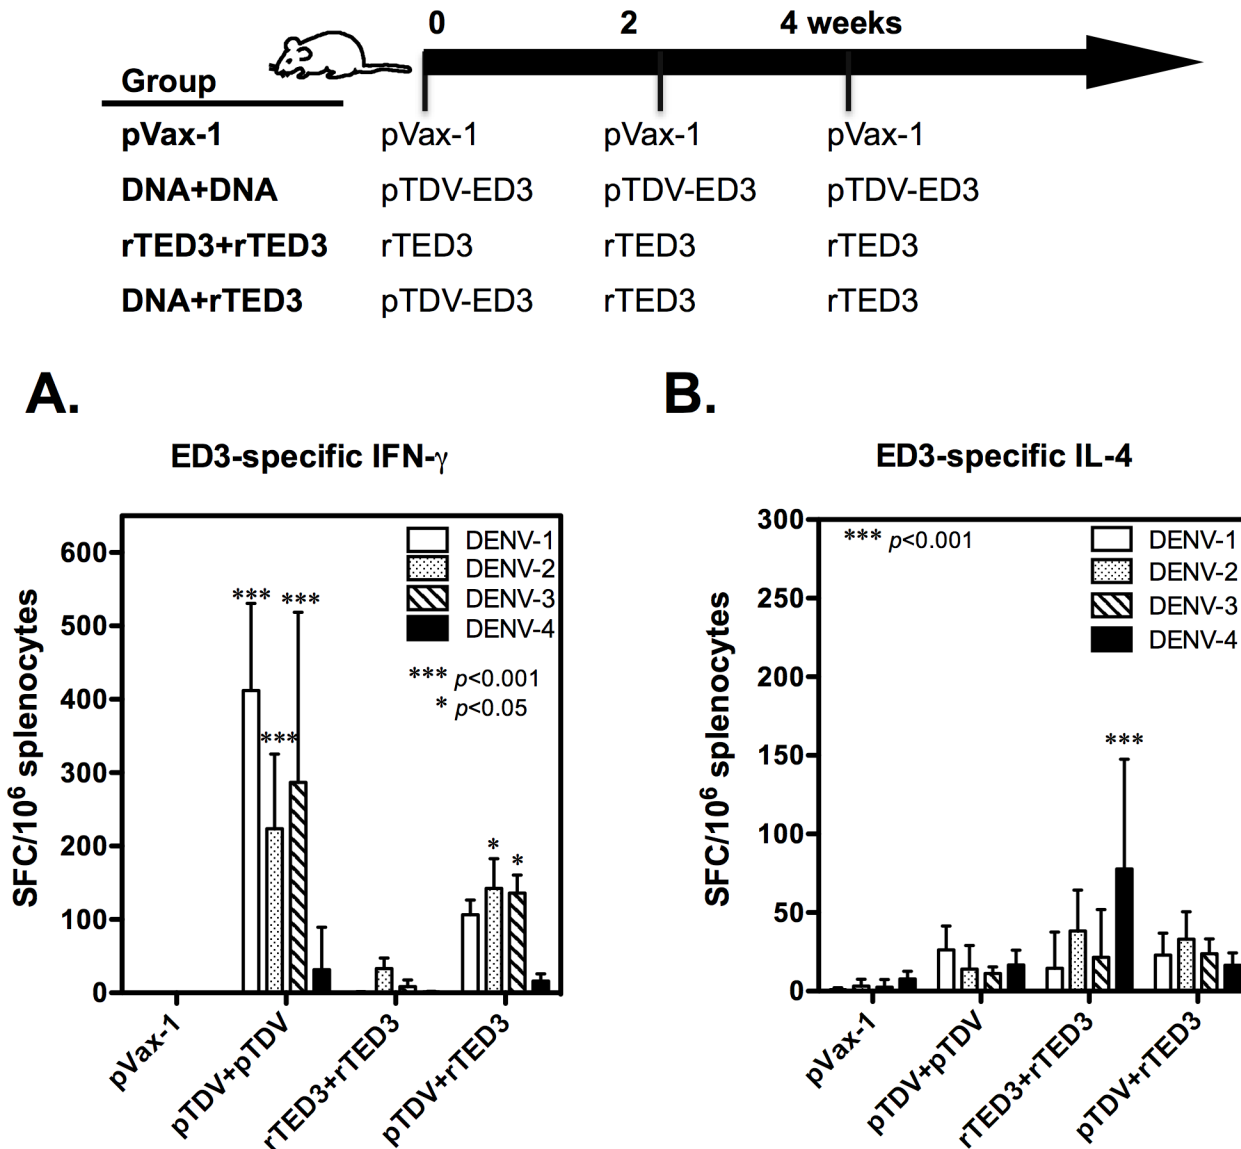 0 2 4 weeks
Group
pVax-1 pVax-1 pVax-1 pVax-1
DNA+DNA pTDV-ED3 pTDV-ED3 pTDV-ED3
rTED3+rTED3 rTED3 rTED3 rTED3
DNA+rTED3 pTDV-ED3 rTED3 rTED3
A.
ED3-specific IFN-γ
SFC/10⁶ splenocytes
600
500
400
300
200
100
0
DENV-1
DENV-2
DENV-3
DENV-4
*** p<0.001
* p<0.05
*** ***
***
* *
pVax-1
pTDV+pTDV
rTED3+rTED3
pTDV+rTED3
B.
ED3-specific IL-4
SFC/10⁶ splenocytes
300
250
200
150
100
50
0
*** p<0.001
DENV-1
DENV-2
DENV-3
DENV-4
***
pVax-1
pTDV+pTDV
rTED3+rTED3
pTDV+rTED3